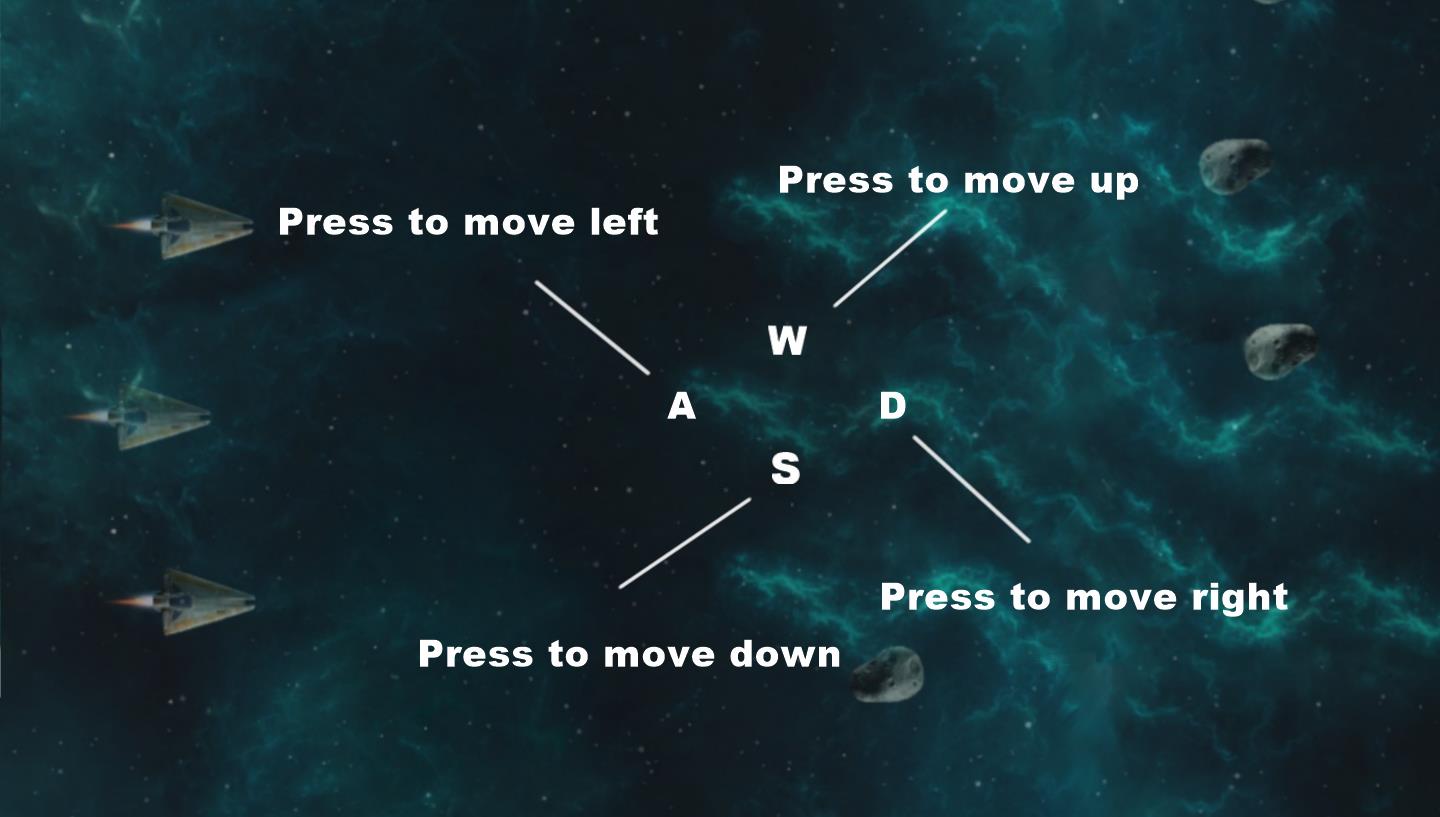 Press to move up
Press to move left
W
A
D
S
Press to move right
Press to move down